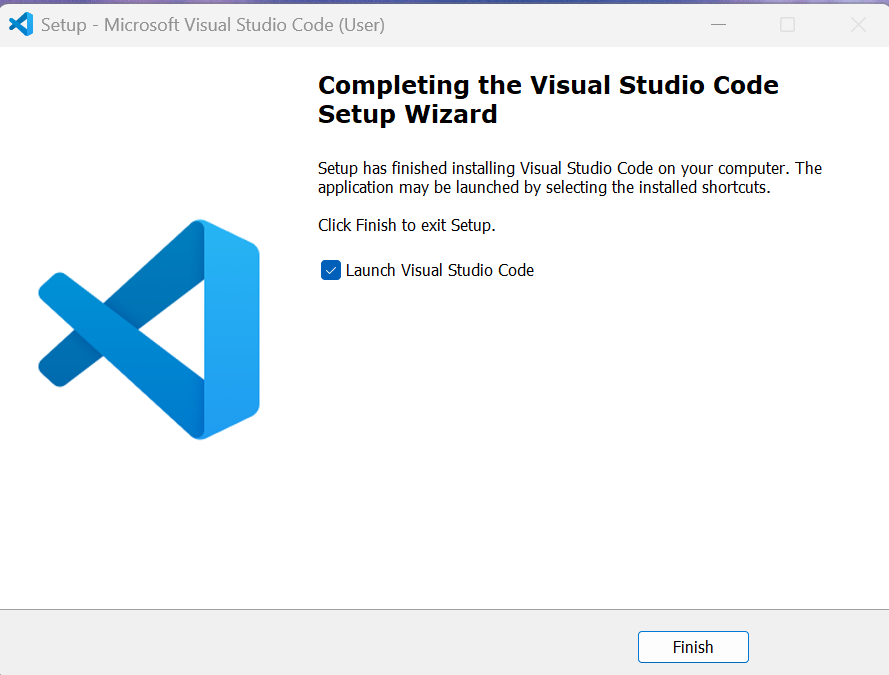 Setup - Microsoft Visual Studio Code (User)
Completing the Visual Studio Code
Setup Wizard
Setup has finished installing Visual Studio Code on your computer. The
application may be launched by selecting the installed shortcuts.
Click Finish to exit Setup.
Launch Visual Studio Code
Finish